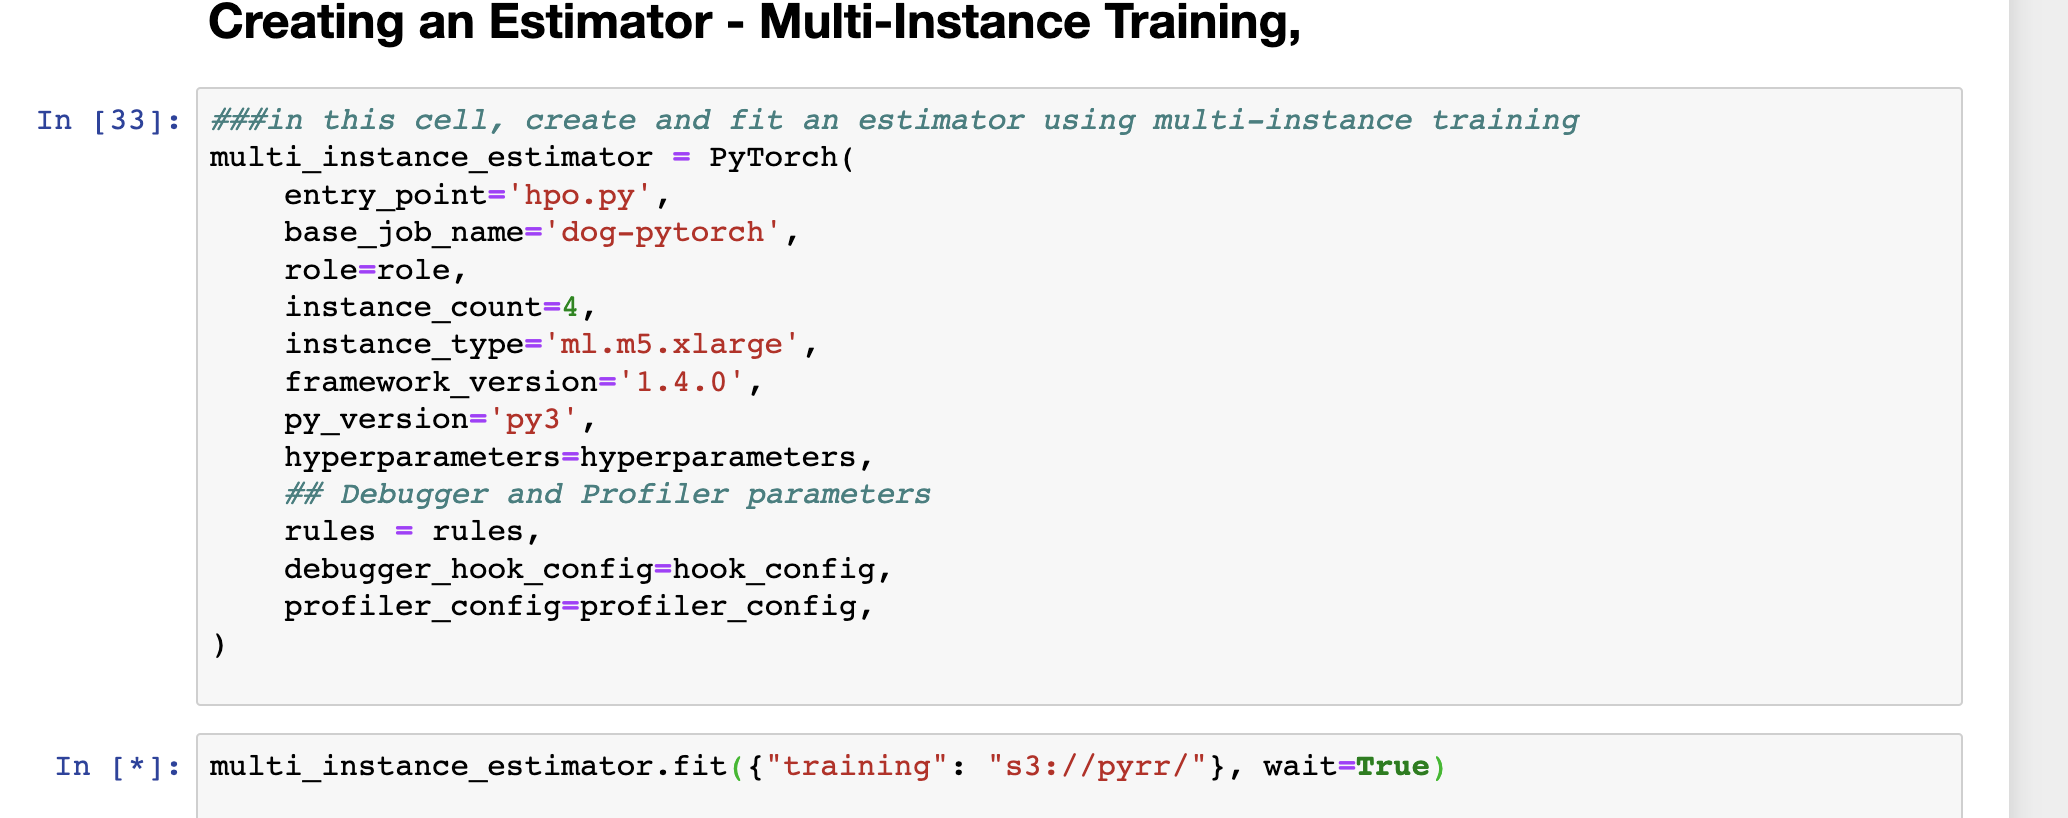 Creating an Estimator - Multi-Instance Training,
In [33]:
###in this cell, create and fit an estimator using multi-instance training
multi_instance_estimator = PyTorch(
    entry_point='hpo.py',
    base_job_name='dog-pytorch',
    role=role,
    instance_count=4,
    instance_type='ml.m5.xlarge',
    framework_version='1.4.0',
    py_version='py3',
    hyperparameters=hyperparameters,
    ## Debugger and Profiler parameters
    rules = rules,
    debugger_hook_config=hook_config,
    profiler_config=profiler_config,
)
In [*]:
multi_instance_estimator.fit({"training": "s3://pyrr/"}, wait=True)